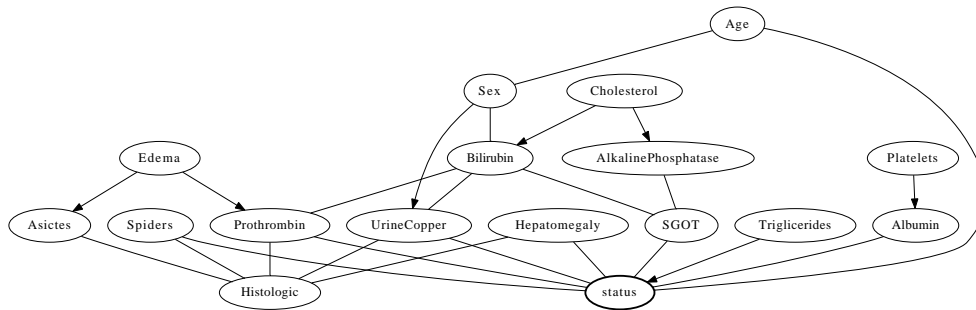 Age
Sex
Cholesterol
Edema
Bilirubin
AlkalinePhosphatase
Platelets
Asictes
Spiders
Prothrombin
UrineCopper
Hepatomegaly
SGOT
Triglicerides
Albumin
Histologic
status